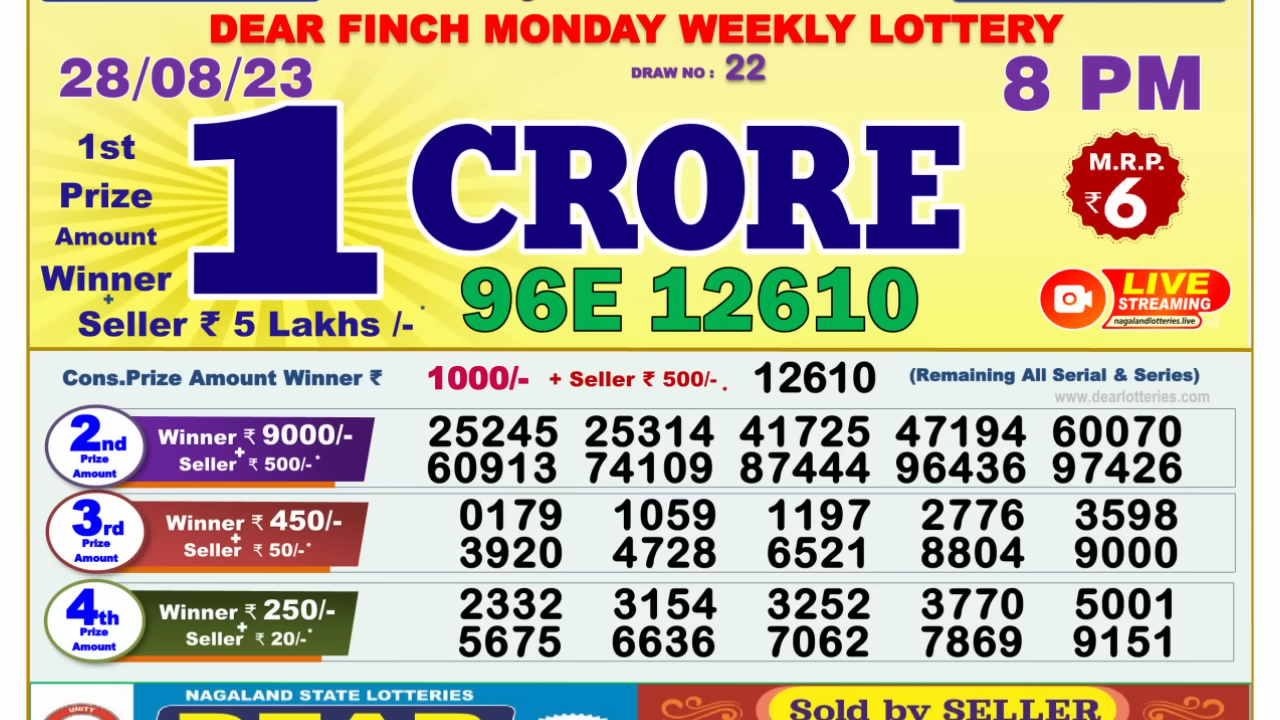 DEAR FINCH MONDAY WEEKLY LOTTERY
28/08/23
DRAW NO : 22
8 PM
1st
Prize
Amount
Winner
+
Seller ₹ 5 Lakhs /-
1 CRORE
96E 12610
M.R.P.
₹6
LIVE
STREAMING
nagalandlotteries.live
Cons.Prize Amount Winner ₹ 1000/- + Seller ₹ 500/- . 12610 (Remaining All Serial & Series)
www.dearlotteries.com
2nd
Prize
Amount
Winner ₹ 9000/-
+
Seller ₹ 500/-*
25245 25314 41725 47194 60070
60913 74109 87444 96436 97426
3rd
Prize
Amount
Winner ₹ 450/-
+
Seller ₹ 50/-*
0179 1059 1197 2776 3598
3920 4728 6521 8804 9000
4th
Prize
Amount
Winner ₹ 250/-
+
Seller ₹ 20/-*
2332 3154 3252 3770 5001
5675 6636 7062 7869 9151
UNITY
NAGALAND STATE LOTTERIES
DEAR
Sold by SELLER